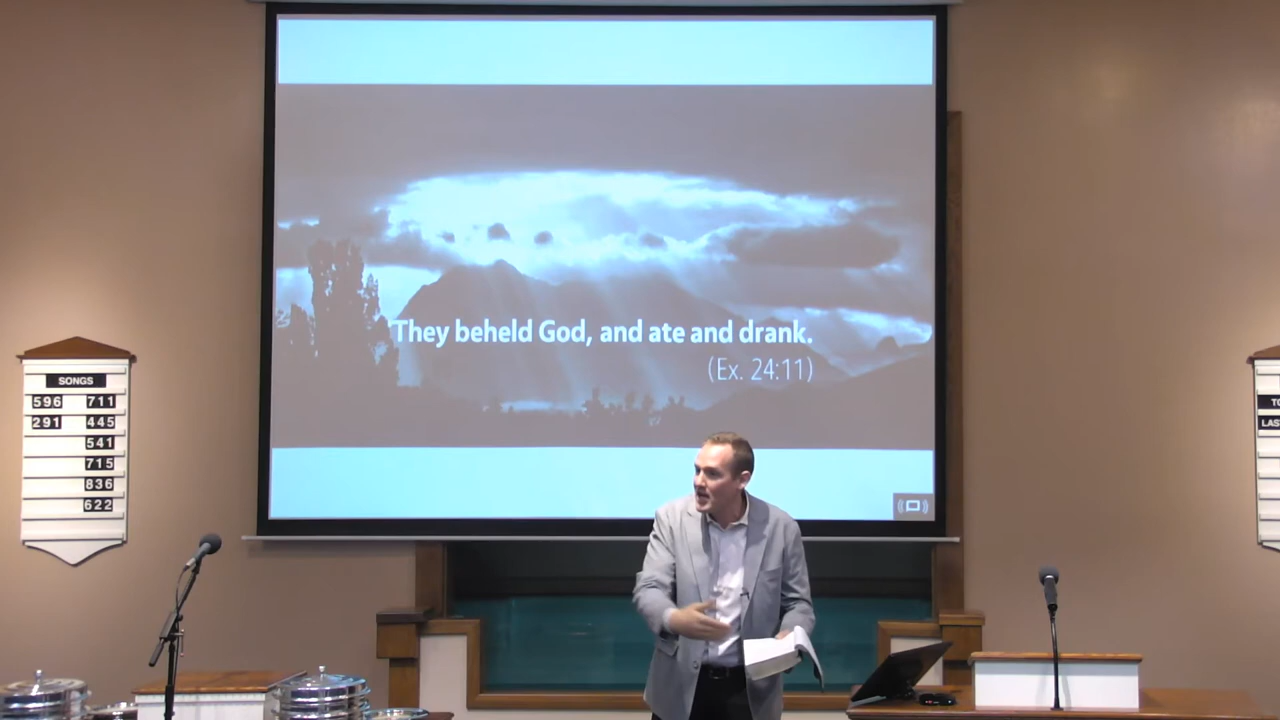 They beheld God, and ate and drank.
(Ex. 24:11)
SONGS
596 711
291 445
541
715
836
622